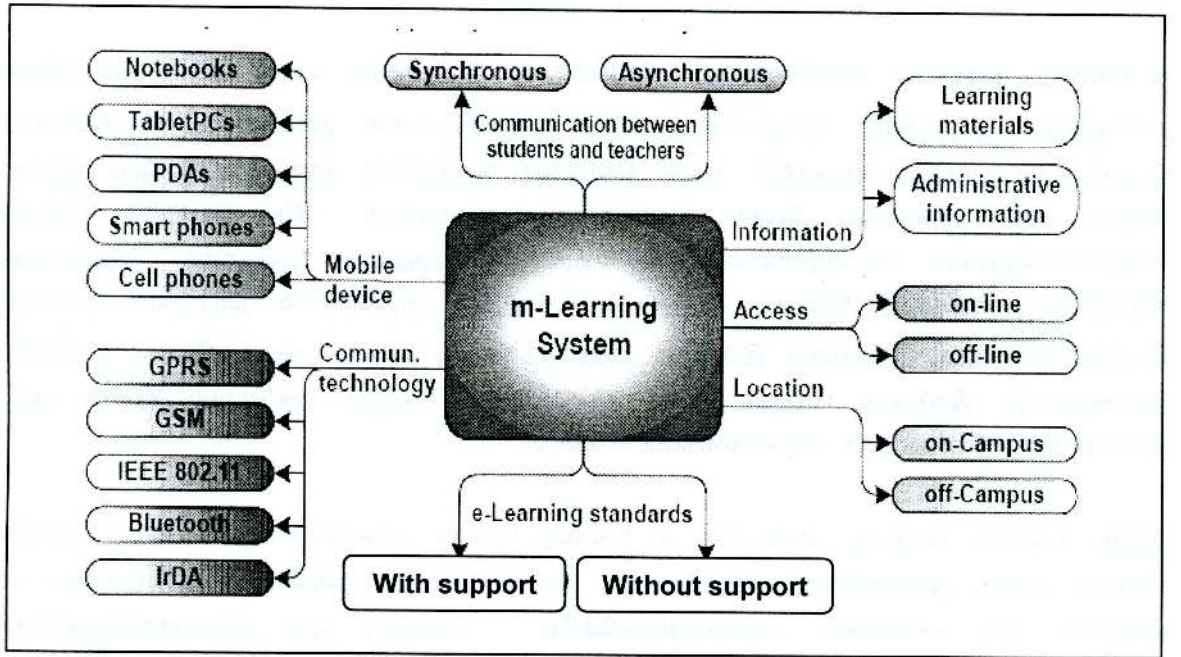 Notebooks
TabletPCs
PDAs
Smart phones
Cell phones
Mobile
device
GPRS
GSM
IEEE 802.11
Bluetooth
IrDA
Commun.
technology
Synchronous
Asynchronous
Communication between
students and teachers
m-Learning
System
Information
Learning
materials
Administrative
information
Access
on-line
off-line
Location
on-Campus
off-Campus
e-Learning standards
With support
Without support